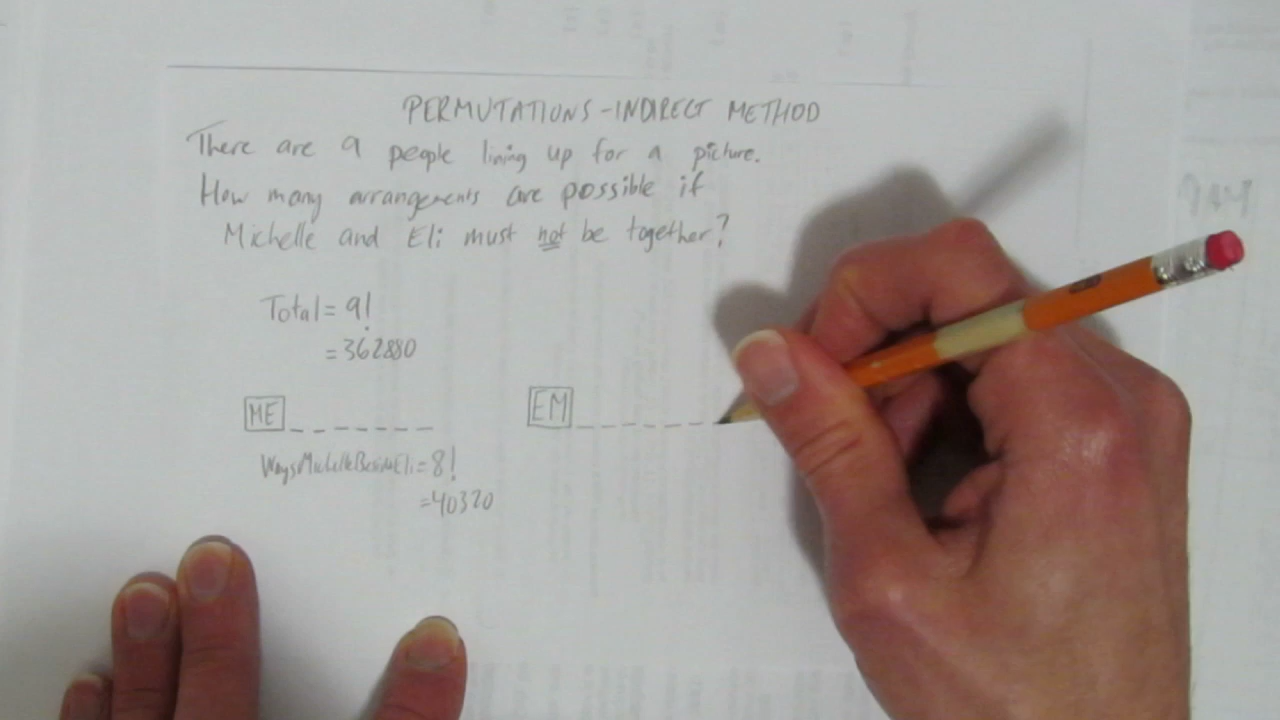 PERMUTATIONS - INDIRECT METHOD
There are 9 people lining up for a picture.
How many arrangements are possible if
Michelle and Eli must not be together?
Total = 9!
= 362880
ME
EM
WaysMichelleBesideEli = 8!
= 40320